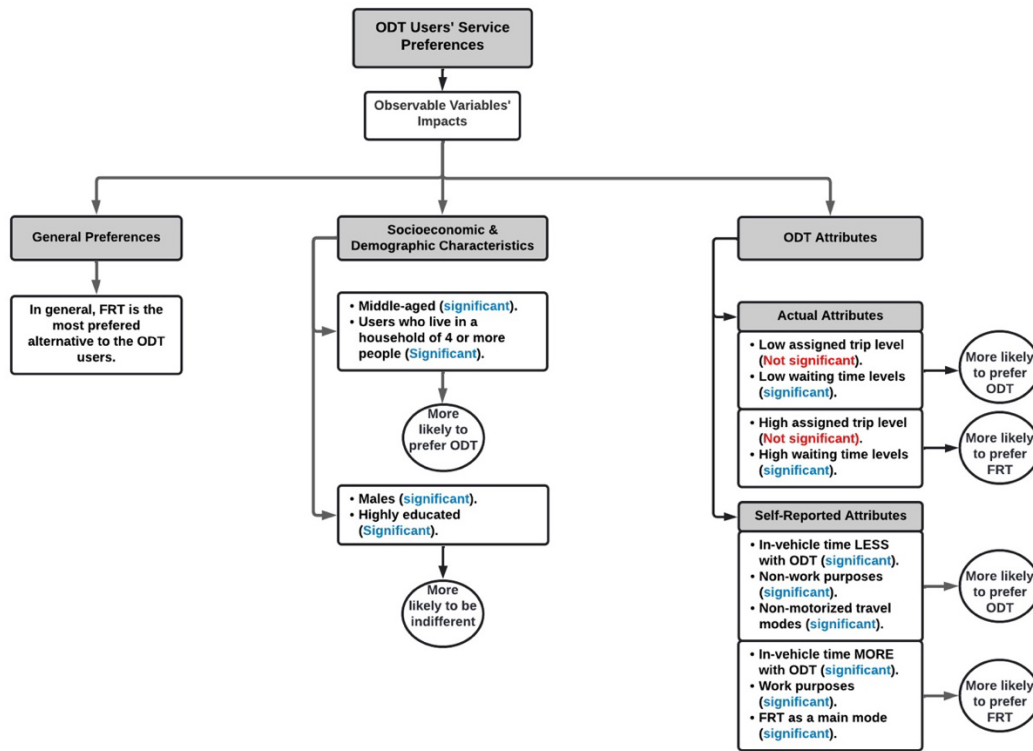 ODT Users' Service
Preferences
Observable Variables'
Impacts
General Preferences
In general, FRT is the
most prefered
alternative to the ODT
users.
Socioeconomic &
Demographic Characteristics
• Middle-aged (significant).
• Users who live in a
household of 4 or more
people (Significant).
More
likely to
prefer ODT
• Males (significant).
• Highly educated
(Significant).
More
likely to be
indifferent
ODT Attributes
Actual Attributes
• Low assigned trip level
(Not significant).
• Low waiting time levels
(significant).
More likely
to prefer
ODT
• High assigned trip level
(Not significant).
• High waiting time levels
(significant).
More likely
to prefer
FRT
Self-Reported Attributes
• In-vehicle time LESS
with ODT (significant).
• Non-work purposes
(significant).
• Non-motorized travel
modes (significant).
More likely
to prefer
ODT
• In-vehicle time MORE
with ODT (significant).
• Work purposes
(significant).
• FRT as a main mode
(significant).
More likely
to prefer
FRT